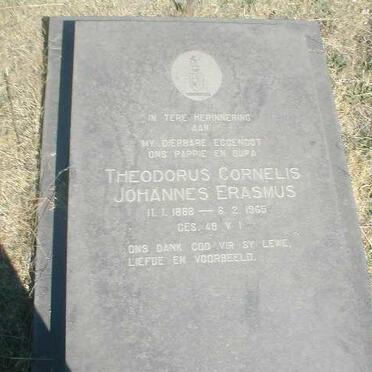 IN TERE HERINNERING
AAN
MY DIERBARE EGGENOOT
ONS PAPPIE EN OUPA
THEODORUS CORNELIS
JOHANNES ERASMUS
11. 1. 1888 — 6. 2. 1965
GES. 48 V 1
ONS DANK GOD VIR SY LEWE,
LIEFDE EN VOORBEELD.